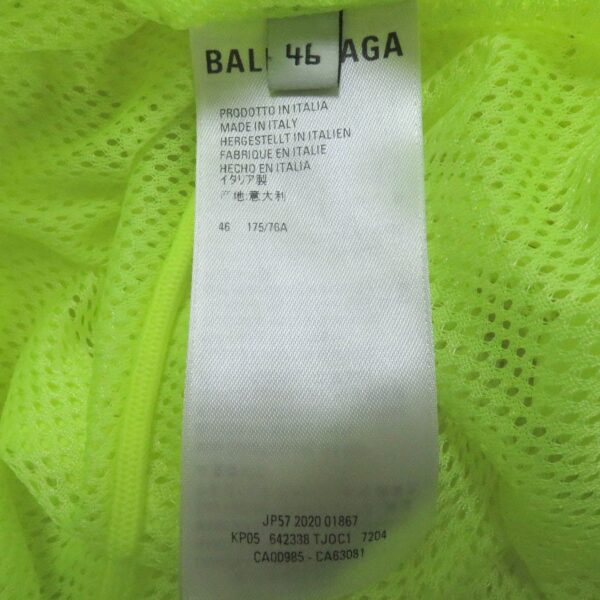 BAL 46 AGA
PRODOTTO IN ITALIA
MADE IN ITALY
HERGESTELLT IN ITALIEN
FABRIQUE EN ITALIE
HECHO EN ITALIA
イタリア製
产地:意大利
46 175/76A
JP57 2020 01867
KP05 642338 TJOC1 7204
CA00985 - CA63081